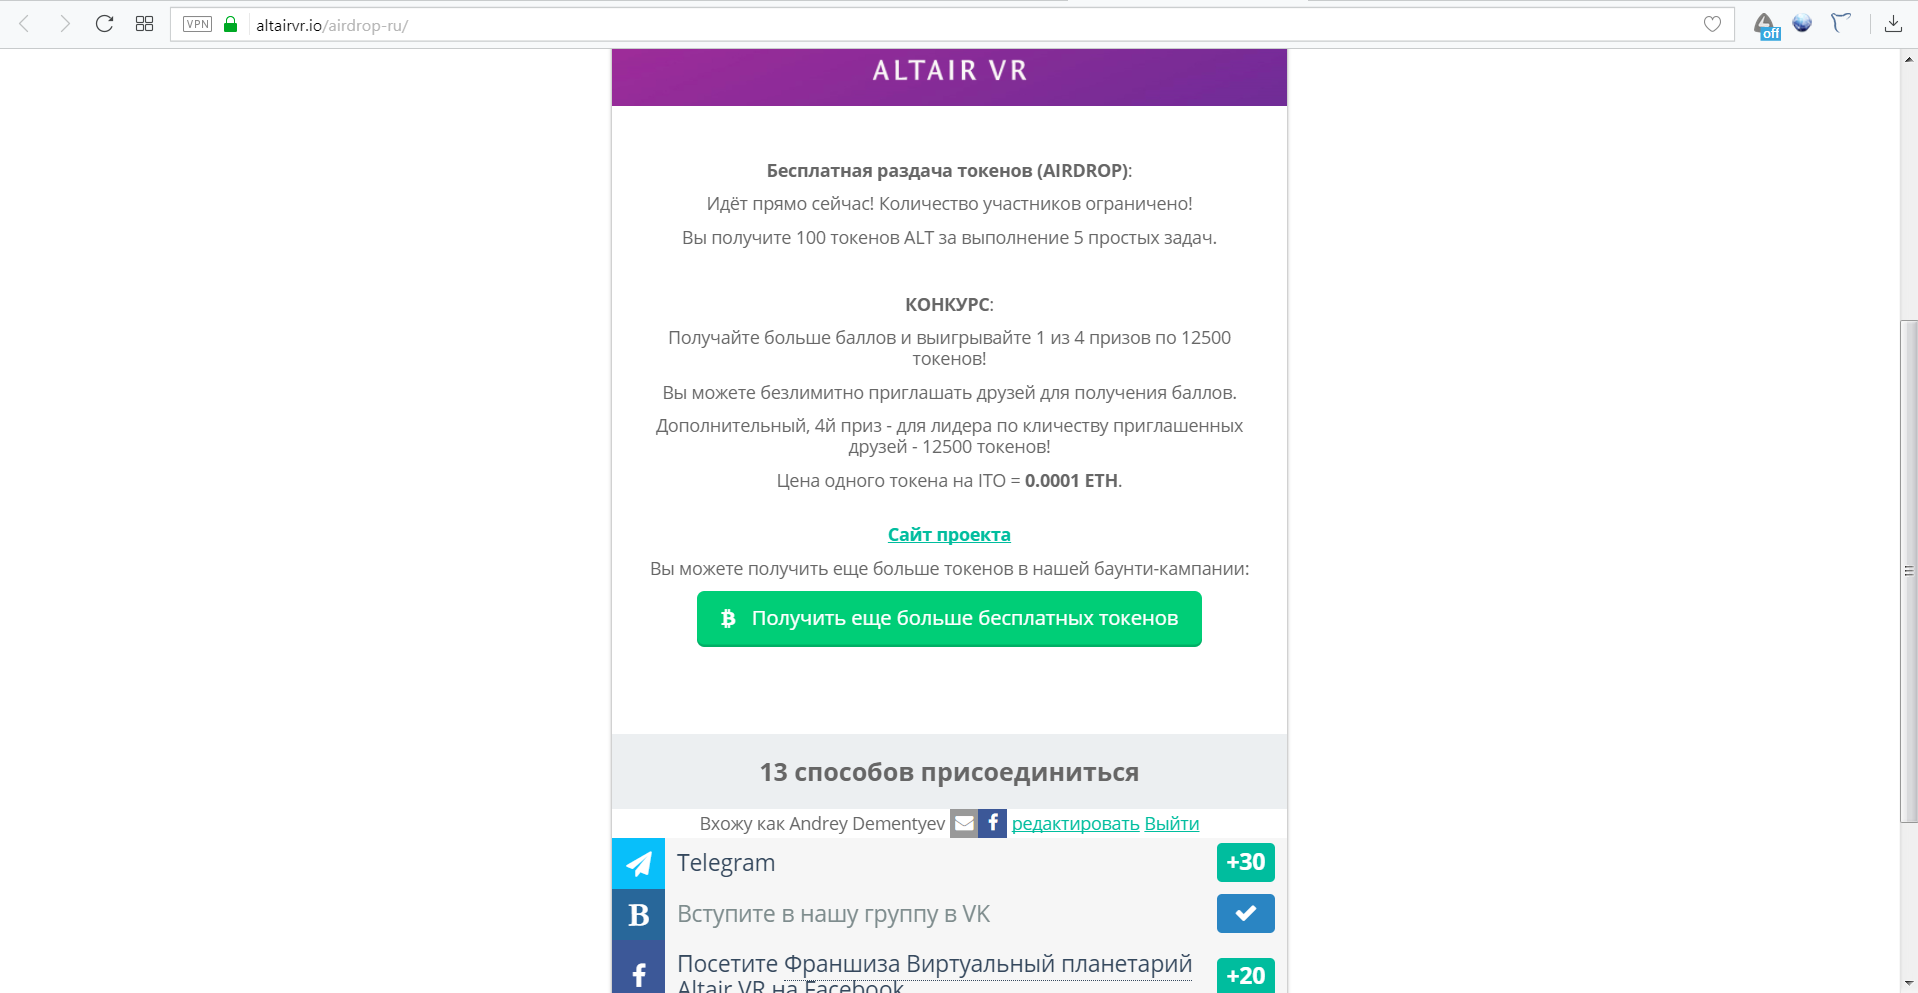 VPN
altairvr.io/airdrop-ru/
off
ALTAIR VR
Бесплатная раздача токенов (AIRDROP):
Идёт прямо сейчас! Количество участников ограничено!
Вы получите 100 токенов ALT за выполнение 5 простых задач.
КОНКУРС:
Получайте больше баллов и выигрывайте 1 из 4 призов по 12500
токенов!
Вы можете безлимитно приглашать друзей для получения баллов.
Дополнительный, 4й приз - для лидера по кличеству приглашенных
друзей - 12500 токенов!
Цена одного токена на ITO = 0.0001 ETH.
Сайт проекта
Вы можете получить еще больше токенов в нашей баунти-кампании:
Получить еще больше бесплатных токенов
13 способов присоединиться
Вхожу как Andrey Dementyev редактировать Выйти
Telegram +30
Вступите в нашу группу в VK
Посетите Франшиза Виртуальный планетарий
Altair VR на Facebook +20